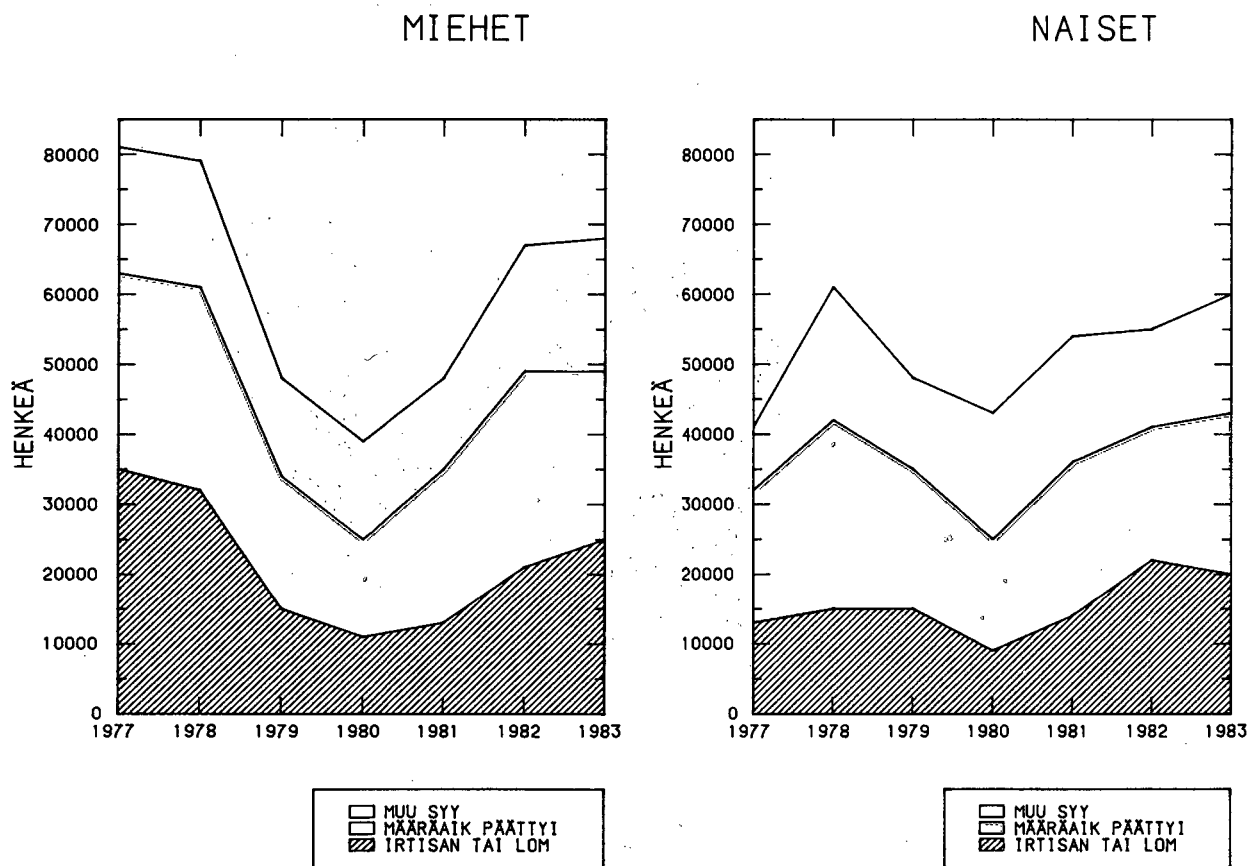 MIEHET
HENKEÄ
80000
70000
60000
50000
40000
30000
20000
10000
0
1977 1978 1979 1980 1981 1982 1983
MUU SYY
MÄÄRÄAIK PÄÄTTYI
IRTISAN TAI LOM
NAISET
HENKEÄ
80000
70000
60000
50000
40000
30000
20000
10000
0
1977 1978 1979 1980 1981 1982 1983
MUU SYY
MÄÄRÄAIK PÄÄTTYI
IRTISAN TAI LOM